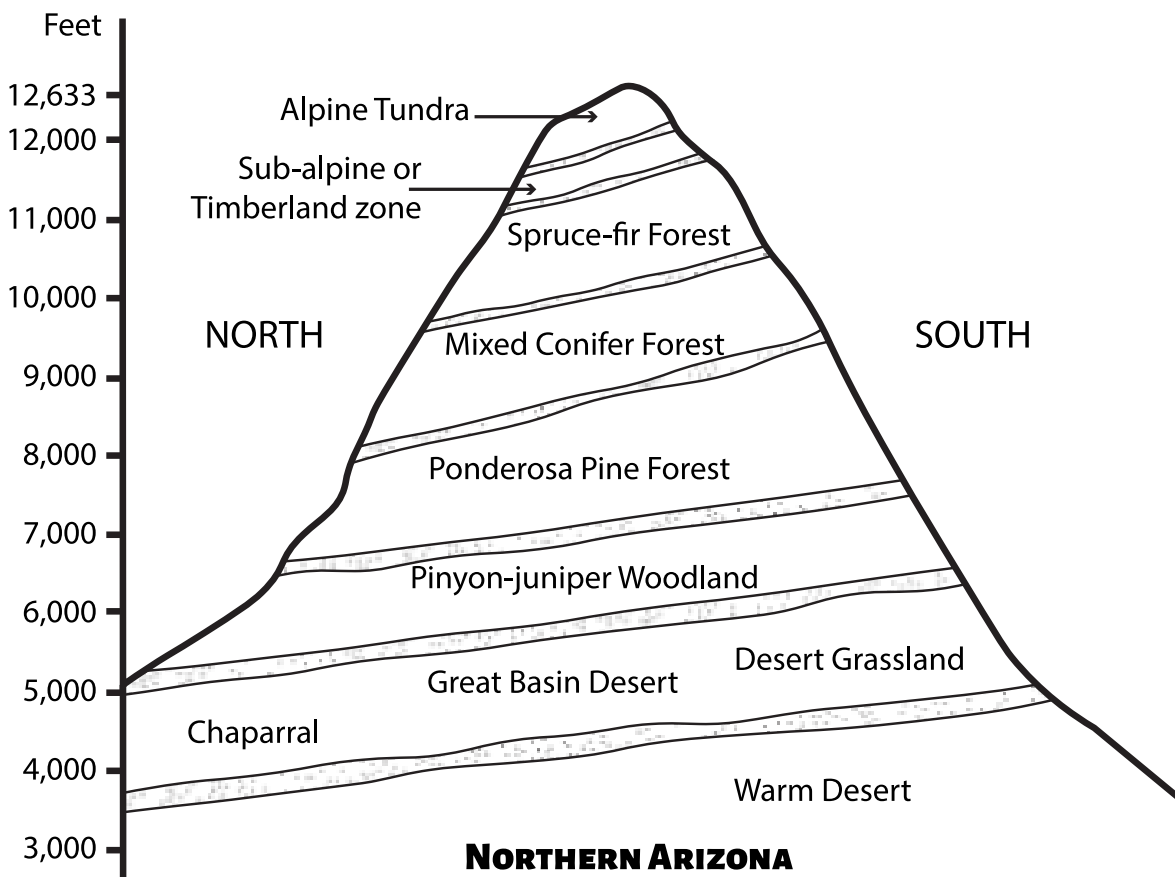 Feet
12,633
Alpine Tundra
12,000
Sub-alpine or
Timberland zone
11,000
Spruce-fir Forest
10,000
NORTH
SOUTH
Mixed Conifer Forest
9,000
8,000
Ponderosa Pine Forest
7,000
Pinyon-juniper Woodland
6,000
Desert Grassland
Great Basin Desert
5,000
Chaparral
4,000
Warm Desert
3,000
NORTHERN ARIZONA